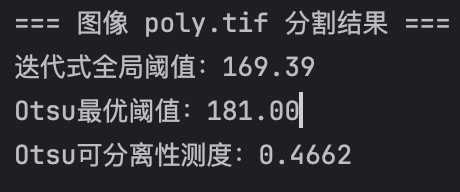 === 图像 poly.tif 分割结果 ===
迭代式全局阈值：169.39
Otsu最优阈值：181.00
Otsu可分离性测度：0.4662